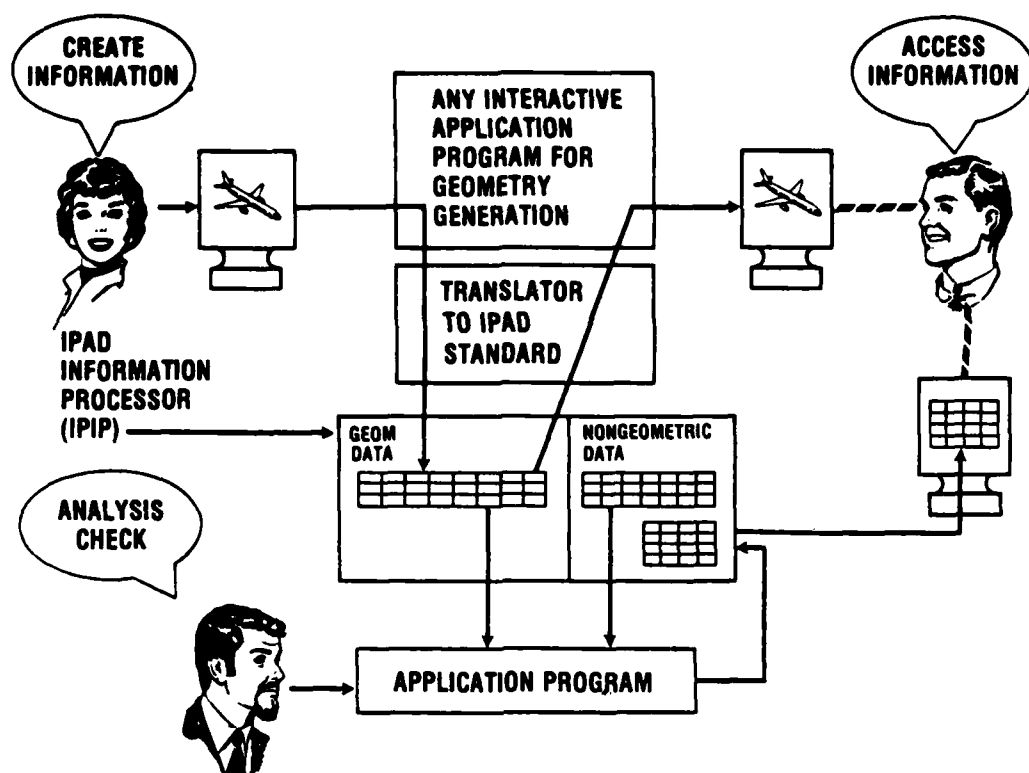 CREATE
INFORMATION
ACCESS
INFORMATION
ANY INTERACTIVE
APPLICATION
PROGRAM FOR
GEOMETRY
GENERATION
TRANSLATOR
TO IPAD
STANDARD
IPAD
INFORMATION
PROCESSOR
(IPIP)
GEOM
DATA
NONGEOMETRIC
DATA
ANALYSIS
CHECK
APPLICATION PROGRAM